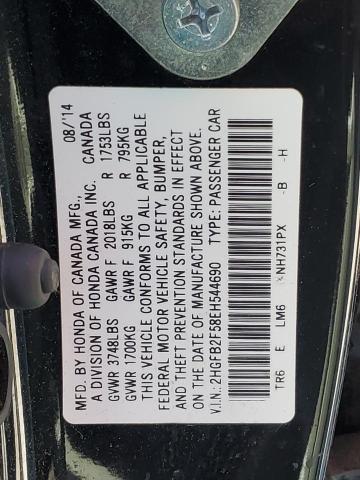 MFD. BY HONDA OF CANADA MFG., 08/'14
A DIVISION OF HONDA CANADA INC. CANADA
GVWR 3748LBS GAWR F 2018LBS R 1753LBS
GVWR 1700KG GAWR F 915KG R 795KG
THIS VEHICLE CONFORMS TO ALL APPLICABLE
FEDERAL MOTOR VEHICLE SAFETY, BUMPER,
AND THEFT PREVENTION STANDARDS IN EFFECT
ON THE DATE OF MANUFACTURE SHOWN ABOVE.
V.I.N.: 2HGFB2F58EH544690 TYPE: PASSENGER CAR
TR6 E LM6 NH731PX -B -H